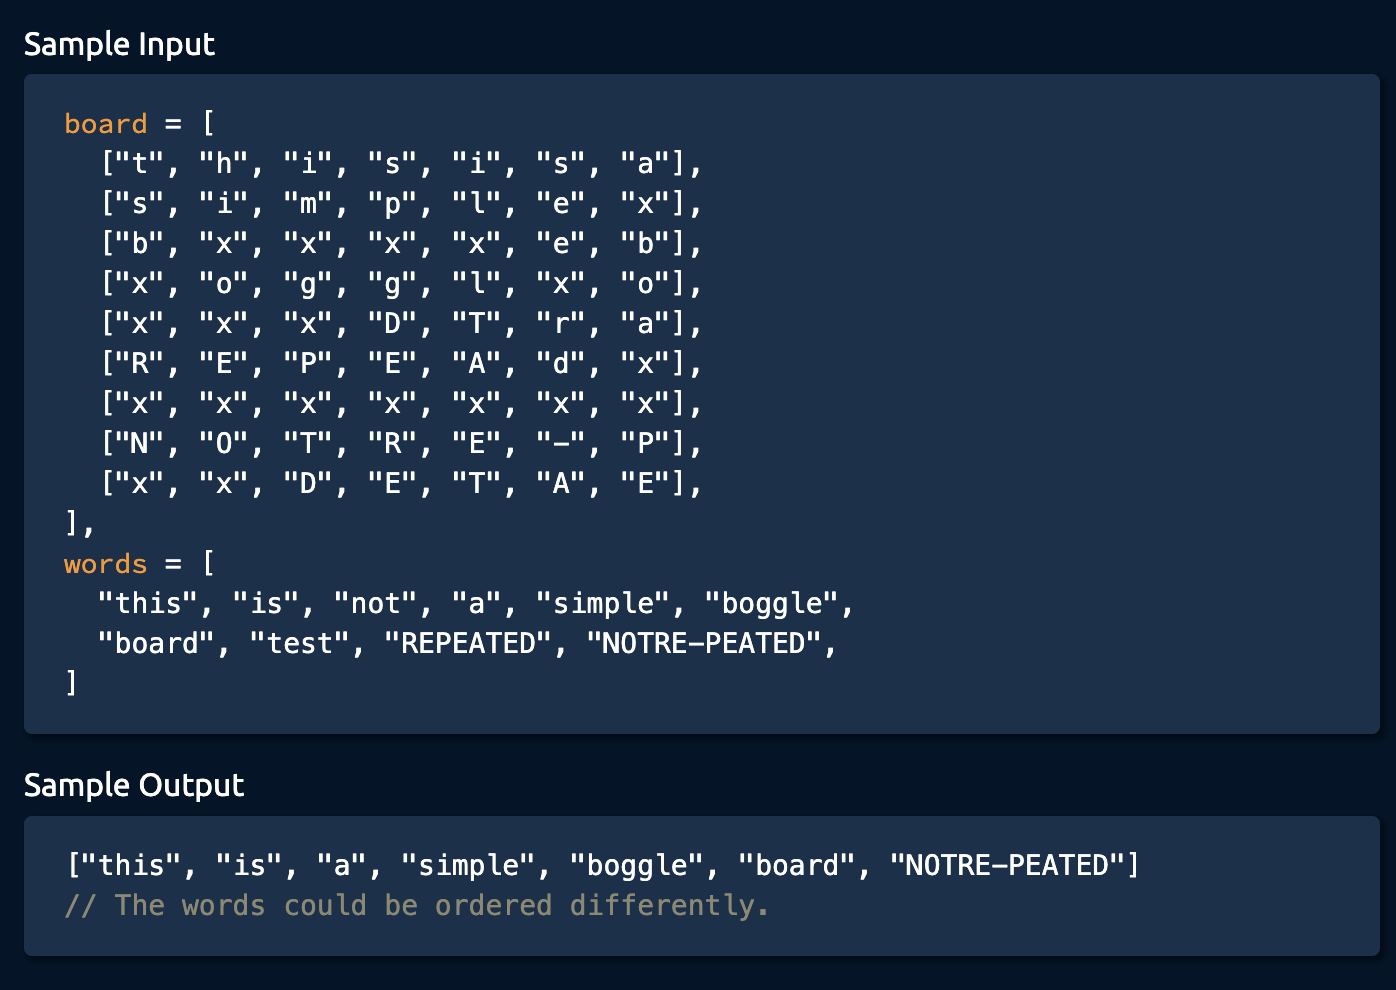 Sample Input
board = [
  ["t", "h", "i", "s", "i", "s", "a"],
  ["s", "i", "m", "p", "l", "e", "x"],
  ["b", "x", "x", "x", "x", "e", "b"],
  ["x", "o", "g", "g", "l", "x", "o"],
  ["x", "x", "x", "D", "T", "r", "a"],
  ["R", "E", "P", "E", "A", "d", "x"],
  ["x", "x", "x", "x", "x", "x", "x"],
  ["N", "O", "T", "R", "E", "-", "P"],
  ["x", "x", "D", "E", "T", "A", "E"],
],
words = [
  "this", "is", "not", "a", "simple", "boggle",
  "board", "test", "REPEATED", "NOTRE-PEATED",
]
Sample Output
["this", "is", "a", "simple", "boggle", "board", "NOTRE-PEATED"]
// The words could be ordered differently.